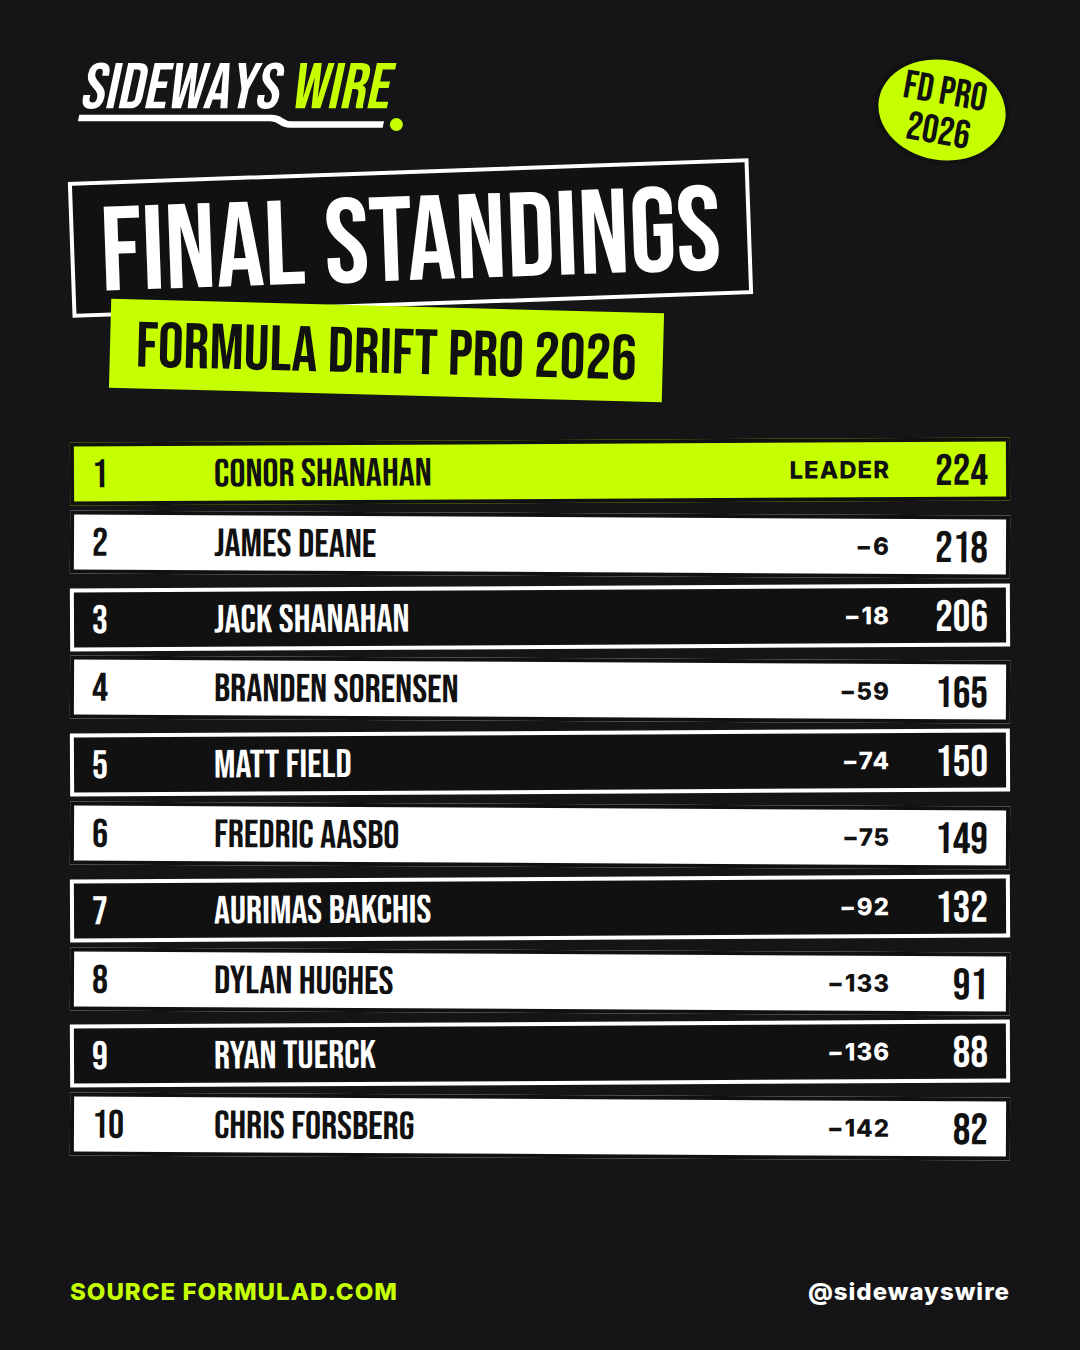 SIDEWAYS WIRE
FD PRO
2026
FINAL STANDINGS
FORMULA DRIFT PRO 2026
1 CONOR SHANAHAN LEADER 224
2 JAMES DEANE –6 218
3 JACK SHANAHAN –18 206
4 BRANDEN SORENSEN –59 165
5 MATT FIELD –74 150
6 FREDRIC AASBO –75 149
7 AURIMAS BAKCHIS –92 132
8 DYLAN HUGHES –133 91
9 RYAN TUERCK –136 88
10 CHRIS FORSBERG –142 82
SOURCE FORMULAD.COM
@sidewayswire